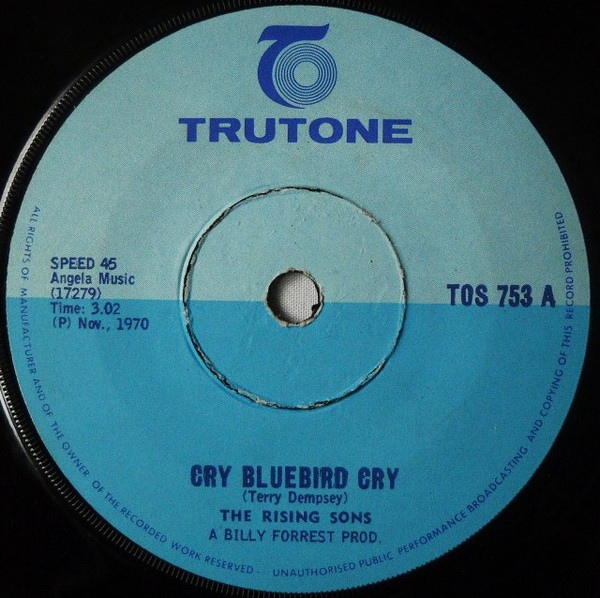 TRUTONE
SPEED 45
Angela Music
(17279)
Time: 3.02
(P) Nov., 1970
TOS 753 A
CRY BLUEBIRD CRY
(Terry Dempsey)
THE RISING SONS
A BILLY FORREST PROD.
ALL RIGHTS OF MANUFACTURER AND OF THE OWNER OF THE RECORDED WORK RESERVED - UNAUTHORISED PUBLIC PERFORMANCE BROADCASTING AND COPYING OF THIS RECORD PROHIBITED